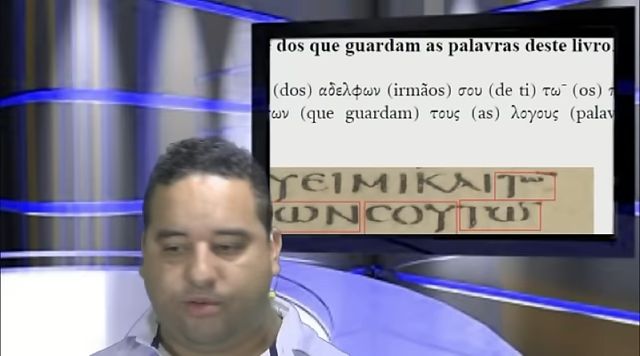 dos que guardam as palavras deste livro.
(dos) αδελφων (irmãos) σου (de ti) τω¯ (os)
ων (que guardam) τους (as) λογους (palav
ΥΕΙΜΙΚΑΙΤω¯
ωΝϹΟΥΤω¯